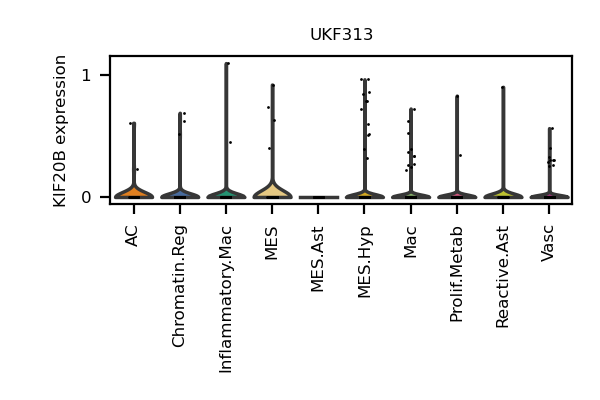 UKF313
KIF20B expression
1
0
AC
Chromatin.Reg
Inflammatory.Mac
MES
MES.Ast
MES.Hyp
Mac
Prolif.Metab
Reactive.Ast
Vasc